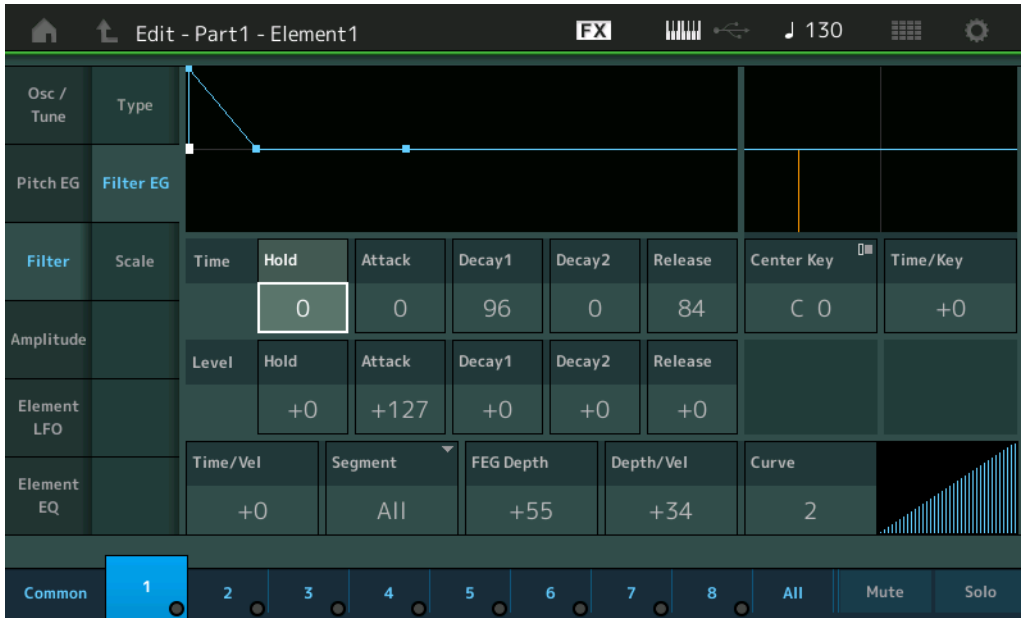 Edit - Part1 - Element1 FX ♩ 130
Osc / Tune
Type
Pitch EG
Filter EG
Filter
Scale
Amplitude
Element LFO
Element EQ
Time Hold Attack Decay1 Decay2 Release Center Key Time/Key
0 0 96 0 84 C 0 +0
Level Hold Attack Decay1 Decay2 Release
+0 +127 +0 +0 +0
Time/Vel Segment FEG Depth Depth/Vel Curve
+0 All +55 +34 2
Common 1 2 3 4 5 6 7 8 All Mute Solo